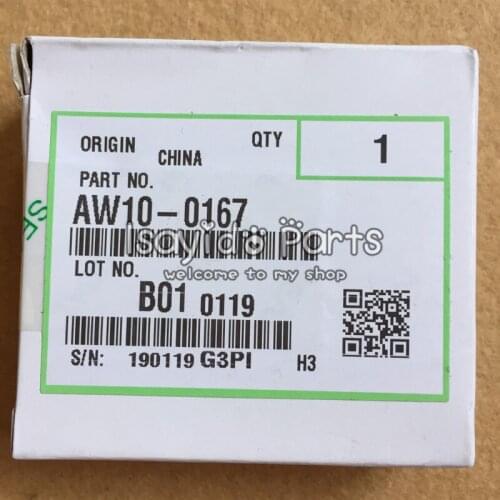 ORIGIN CHINA QTY 1
PART NO.
AW10-0167
Isayido Parts
welcome to my shop
LOT NO.
B01 0119
S/N: 190119 G3PI H3